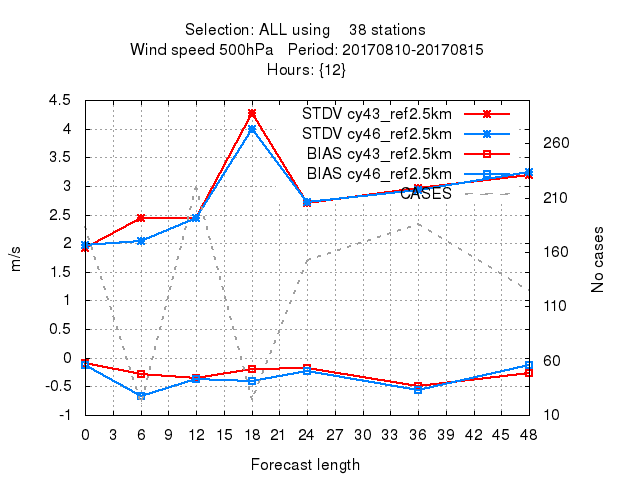 Selection: ALL using    38 stations
Wind speed 500hPa   Period: 20170810-20170815
Hours: {12}
STDV cy43_ref2.5km
STDV cy46_ref2.5km
BIAS cy43_ref2.5km
BIAS cy46_ref2.5km
CASES
4.5
4
3.5
3
2.5
2
1.5
1
0.5
0
-0.5
-1
m/s
260
210
160
110
60
10
No cases
0 3 6 9 12 15 18 21 24 27 30 33 36 39 42 45 48
Forecast length